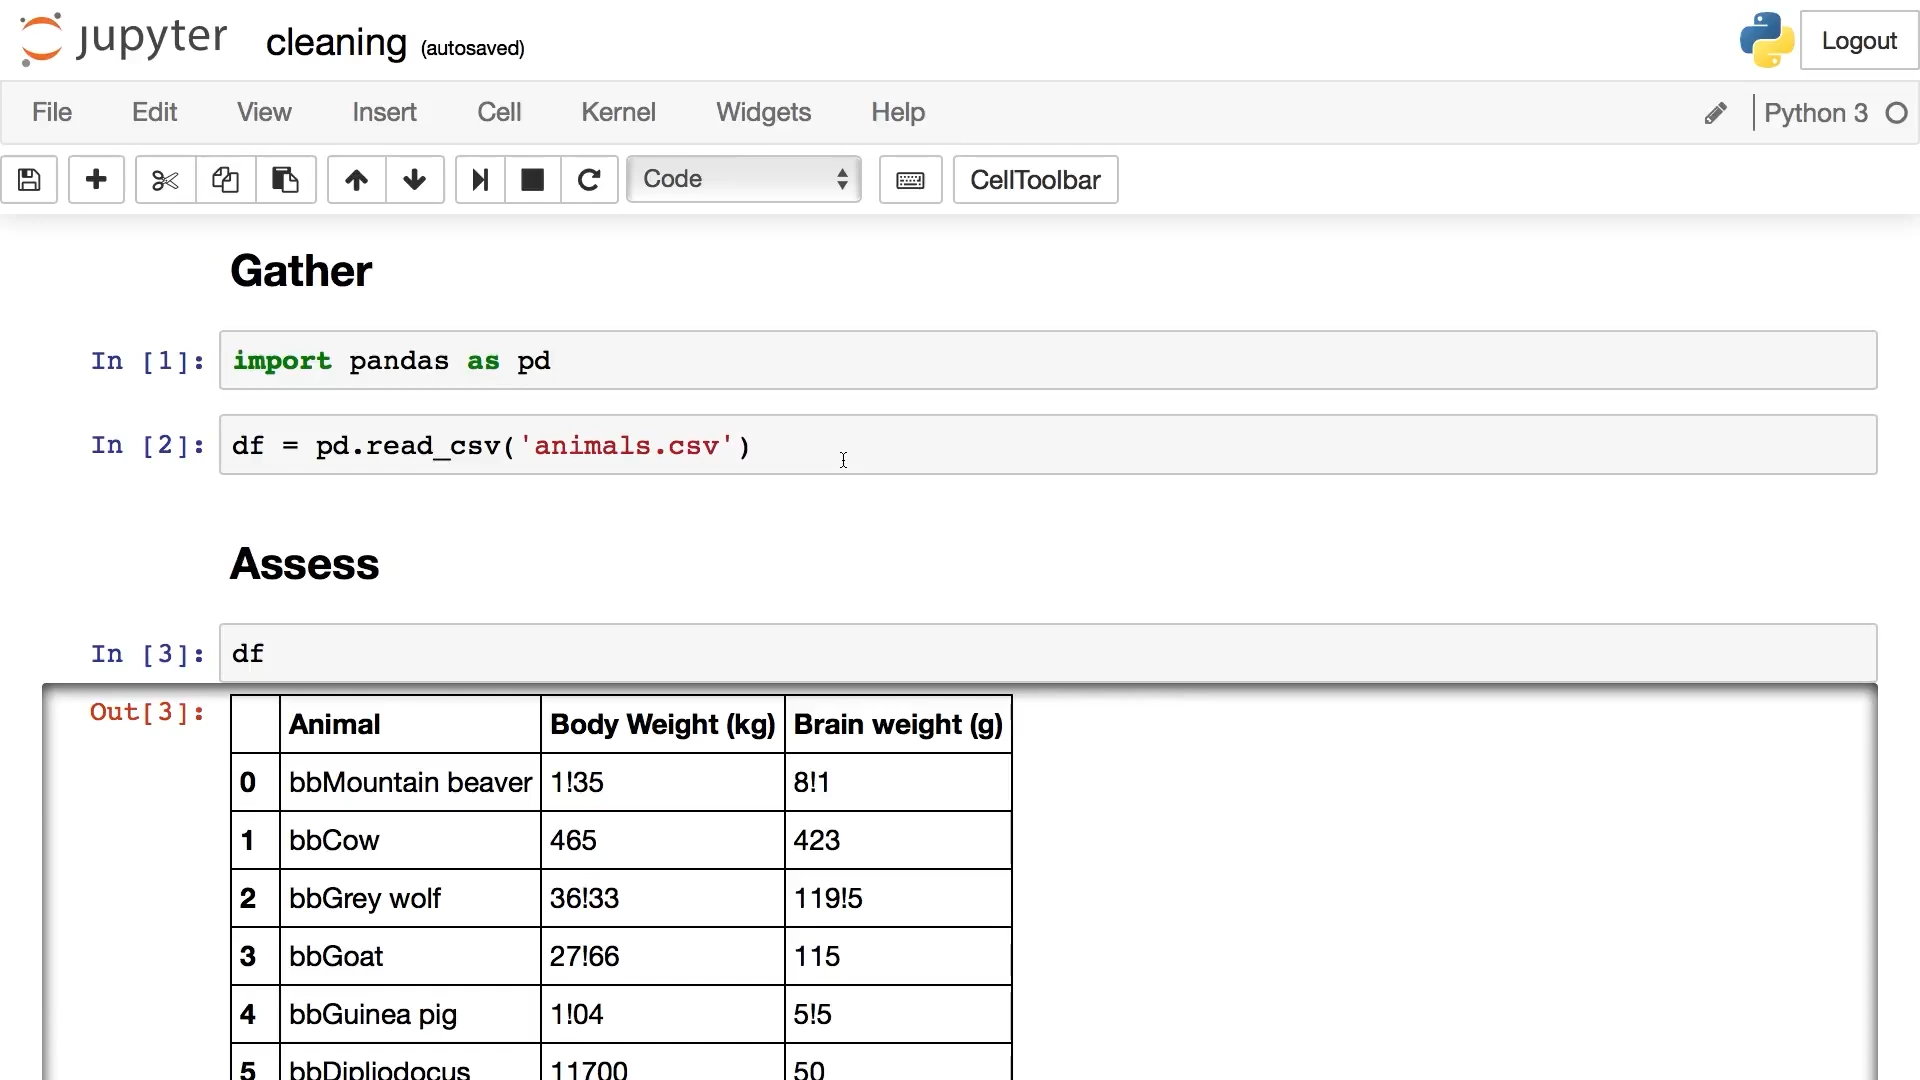 jupyter cleaning (autosaved) Logout
File Edit View Insert Cell Kernel Widgets Help Python 3
Code CellToolbar
Gather
In [1]: import pandas as pd
In [2]: df = pd.read_csv('animals.csv')
Assess
In [3]: df
Out[3]: Animal Body Weight (kg) Brain weight (g)
0 bbMountain beaver 1!35 8!1
1 bbCow 465 423
2 bbGrey wolf 36!33 119!5
3 bbGoat 27!66 115
4 bbGuinea pig 1!04 5!5
5 bbDipliodocus 11700 50